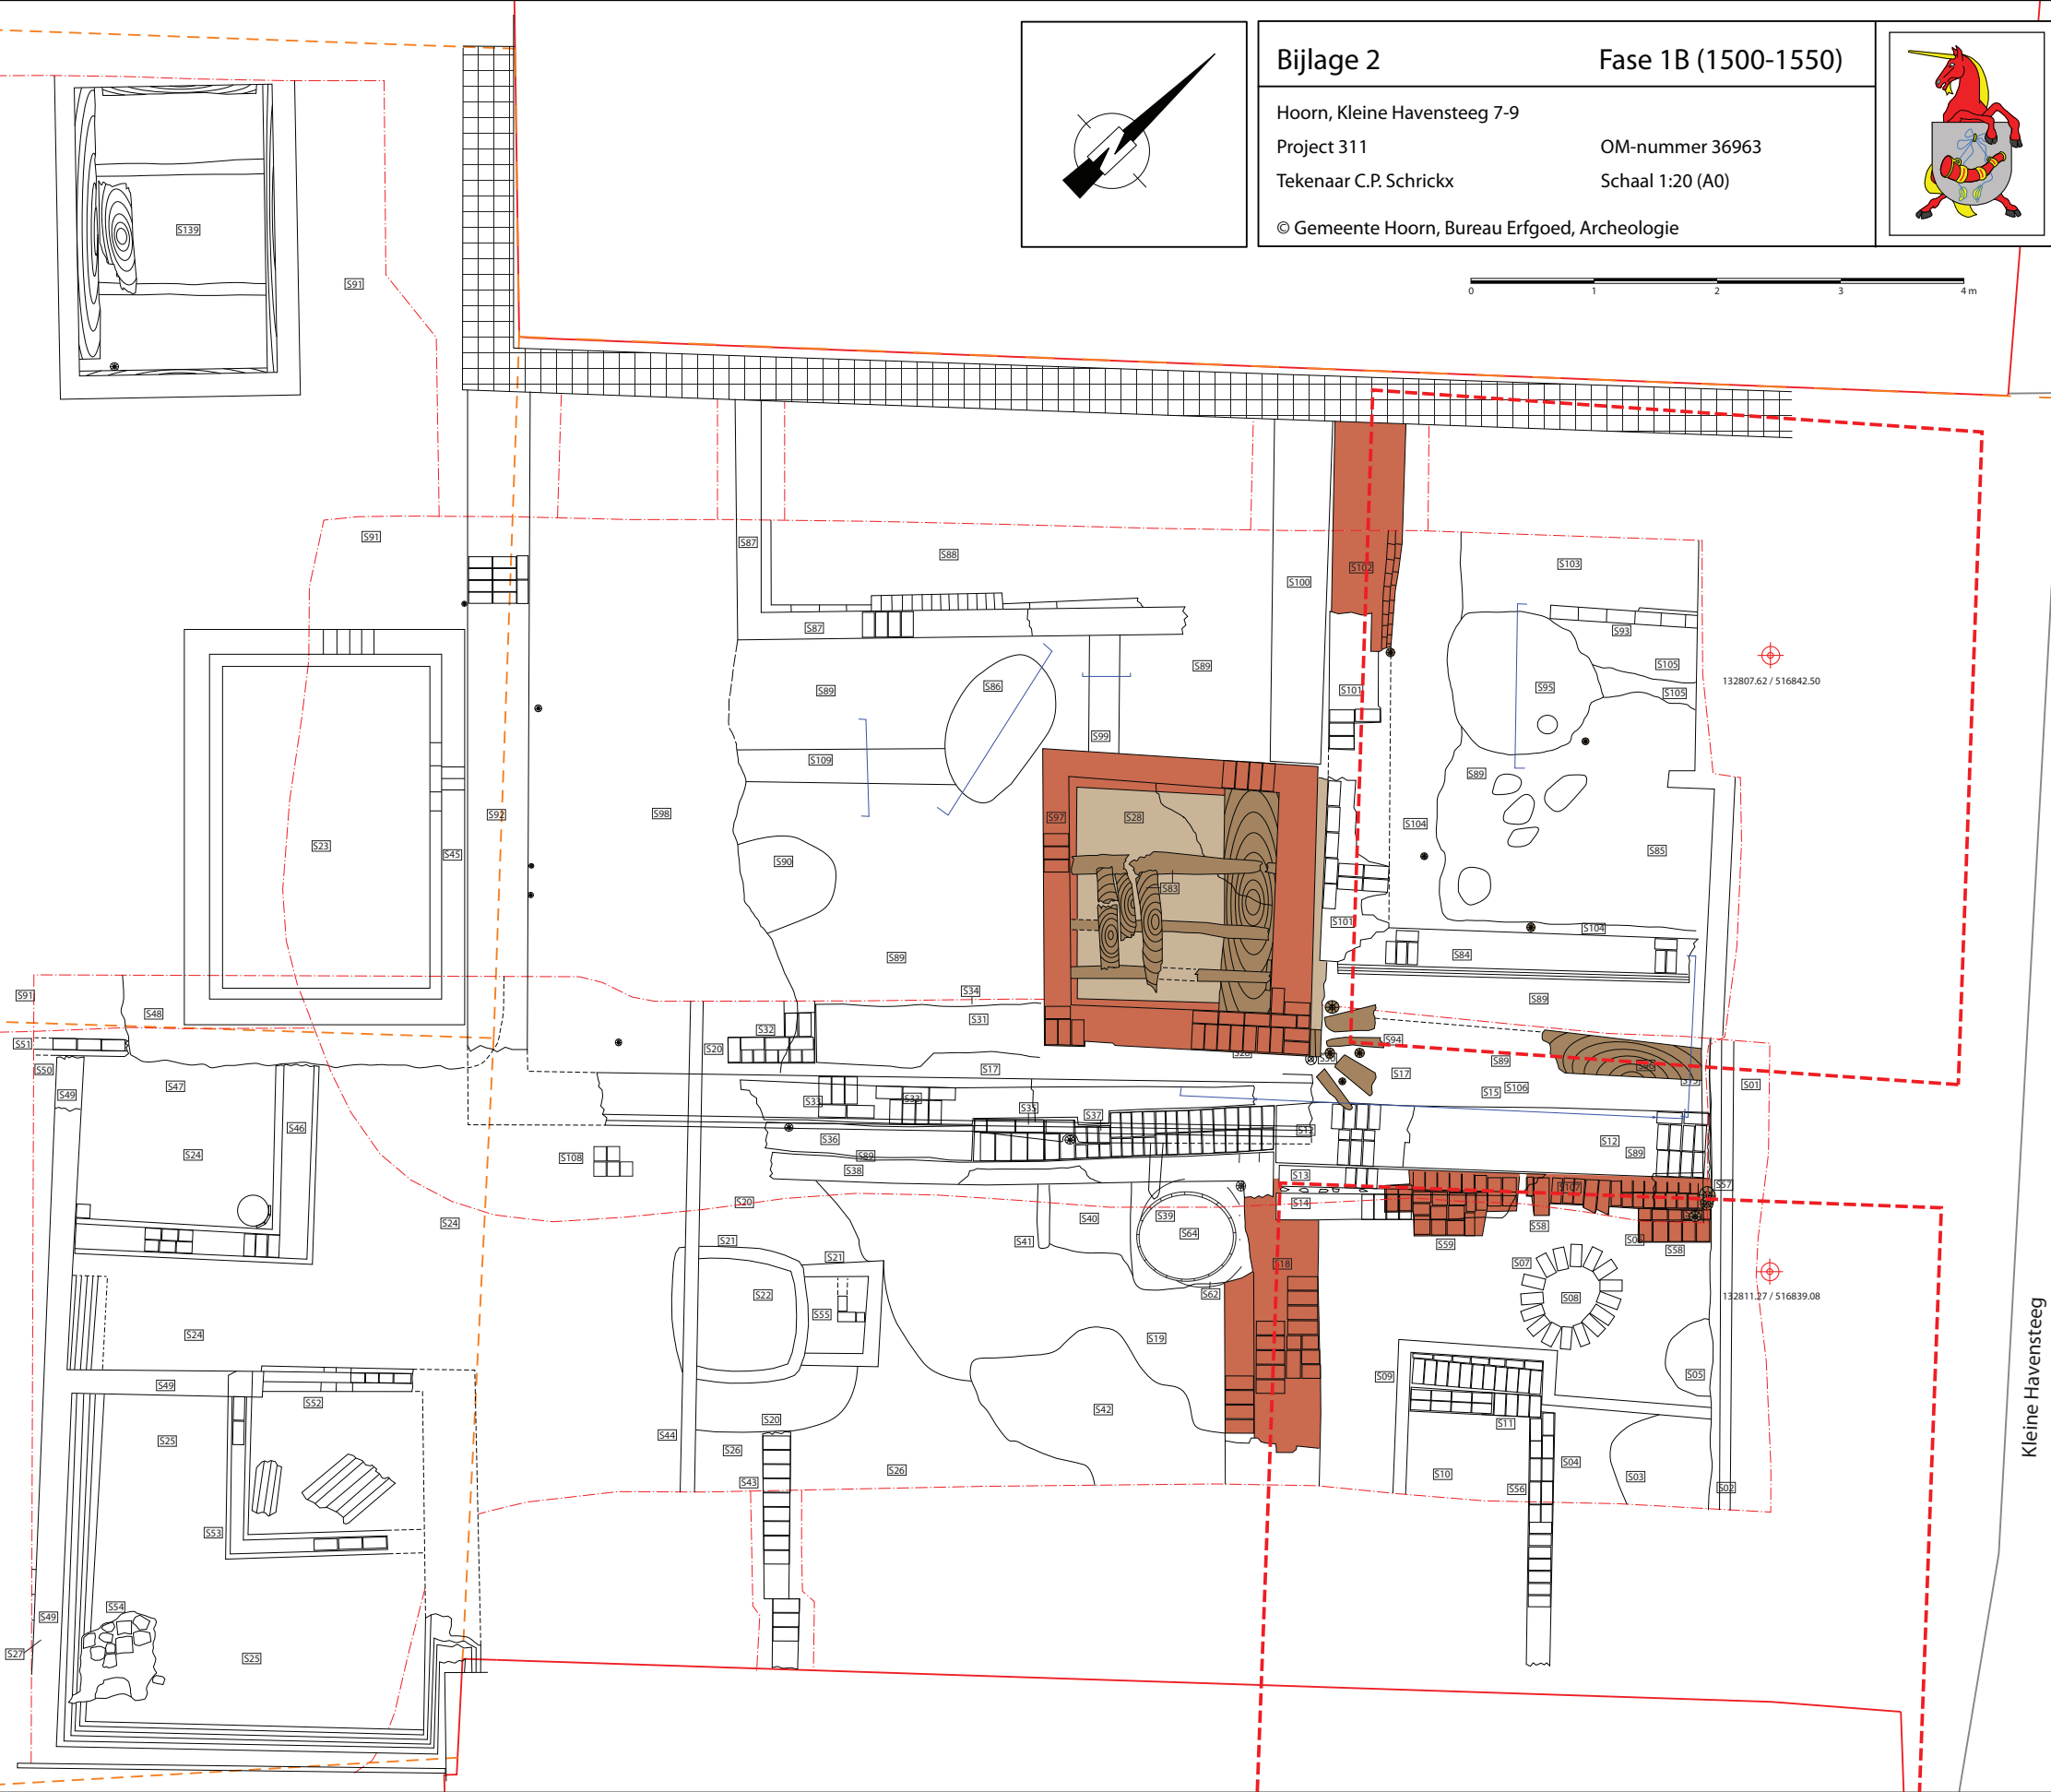 Bijlage 2 Fase 1B (1500-1550)
Hoorn, Kleine Havensteeg 7-9
Project 311 OM-nummer 36963
Tekenaar C.P. Schrickx Schaal 1:20 (A0)
© Gemeente Hoorn, Bureau Erfgoed, Archeologie
0 1 2 3 4 m
S139
S91
S91
S87
S88
S100
S102
S103
S87
S93
S89
S105
S89
S86
S101
S95
S105
132807.62 / 516842.50
S99
S109
S89
S92
S98
S97
S28
S104
S23
S45
S90
S83
S85
S101
S104
S89
S84
S91
S34
S89
S48
S31
S32
S51
S20
S94
S89
S50
S17
S17
S47
S15
S106
S01
S49
S33
S33
S35
S37
S46
S36
S12
S12
S24
S108
S89
S89
S38
S13
S107
S57
S20
S14
S39
S40
S24
S64
S58
S21
S41
S59
S58
S21
S18
S07
S22
S62
S08
132811.27 / 516839.08
S55
S24
S19
S49
S09
S05
S52
S42
S20
S11
S44
S25
S26
S26
S10
S04
S03
S43
S56
S02
S53
S54
S49
S27
S25
Kleine Havensteeg